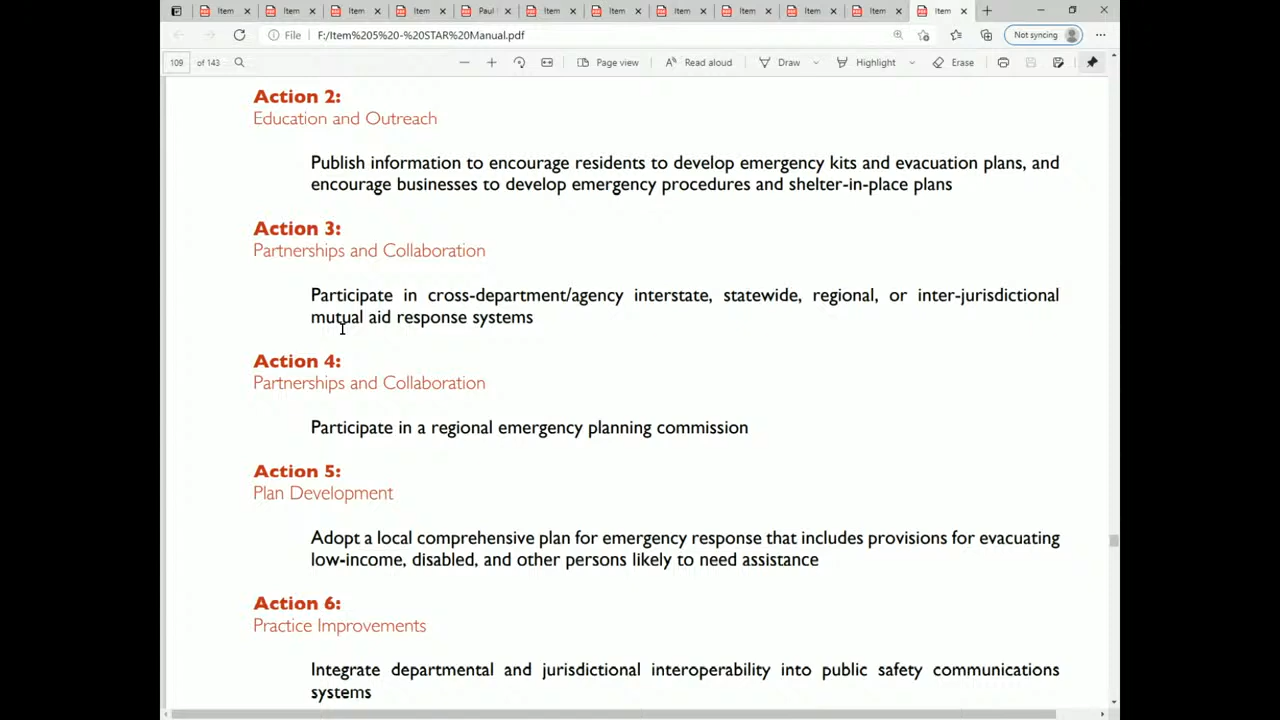 Item Item Item Item Paul Item Item Item Item Item Item Item
File F:/Item%205%20-%20STAR%20Manual.pdf Not syncing
109 of 143 Page view Read aloud Draw Highlight Erase
Action 2:
Education and Outreach
Publish information to encourage residents to develop emergency kits and evacuation plans, and
encourage businesses to develop emergency procedures and shelter-in-place plans
Action 3:
Partnerships and Collaboration
Participate in cross-department/agency interstate, statewide, regional, or inter-jurisdictional
mutual aid response systems
Action 4:
Partnerships and Collaboration
Participate in a regional emergency planning commission
Action 5:
Plan Development
Adopt a local comprehensive plan for emergency response that includes provisions for evacuating
low-income, disabled, and other persons likely to need assistance
Action 6:
Practice Improvements
Integrate departmental and jurisdictional interoperability into public safety communications
systems